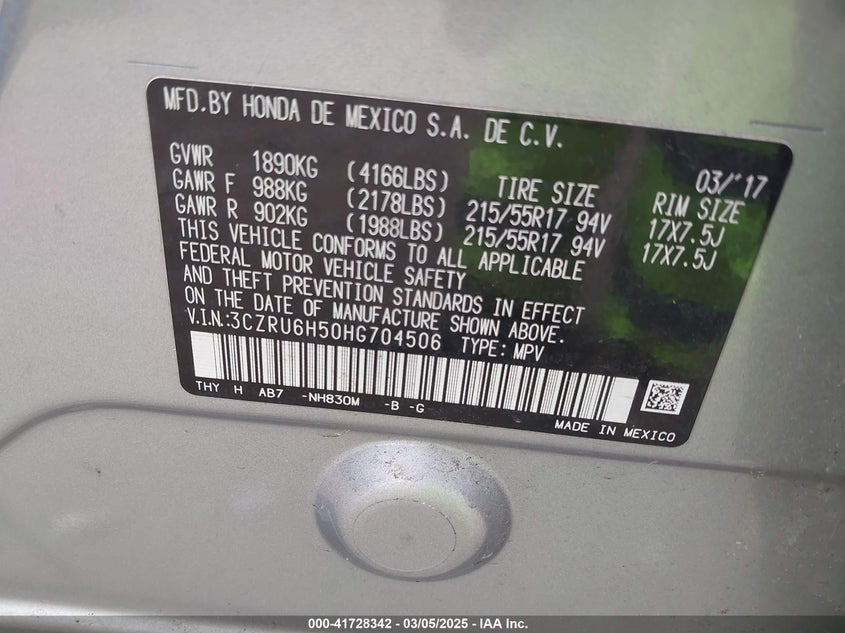 MFD.BY HONDA DE MEXICO S.A. DE C.V.
03/'17
GVWR 1890KG (4166LBS) TIRE SIZE RIM SIZE
GAWR F 988KG (2178LBS) 215/55R17 94V 17X7.5J
GAWR R 902KG (1988LBS) 215/55R17 94V 17X7.5J
THIS VEHICLE CONFORMS TO ALL APPLICABLE
FEDERAL MOTOR VEHICLE SAFETY
AND THEFT PREVENTION STANDARDS IN EFFECT
ON THE DATE OF MANUFACTURE SHOWN ABOVE.
V.I.N:3CZRU6H50HG704506 TYPE: MPV
THY H AB7 -NH830M -B -G
MADE IN MEXICO
000-41728342 - 03/05/2025 - IAA Inc.